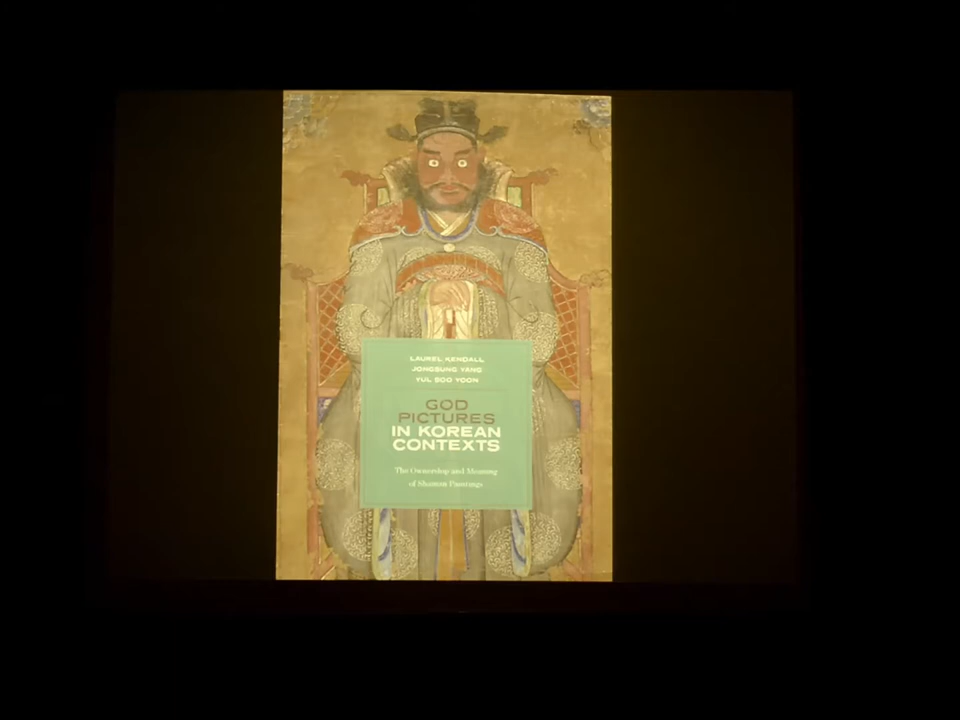 LAUREL KENDALL
JONGSUNG YANG
YUL SOO YOON
GOD
PICTURES
IN KOREAN
CONTEXTS
The Ownership and Meaning
of Shaman Paintings